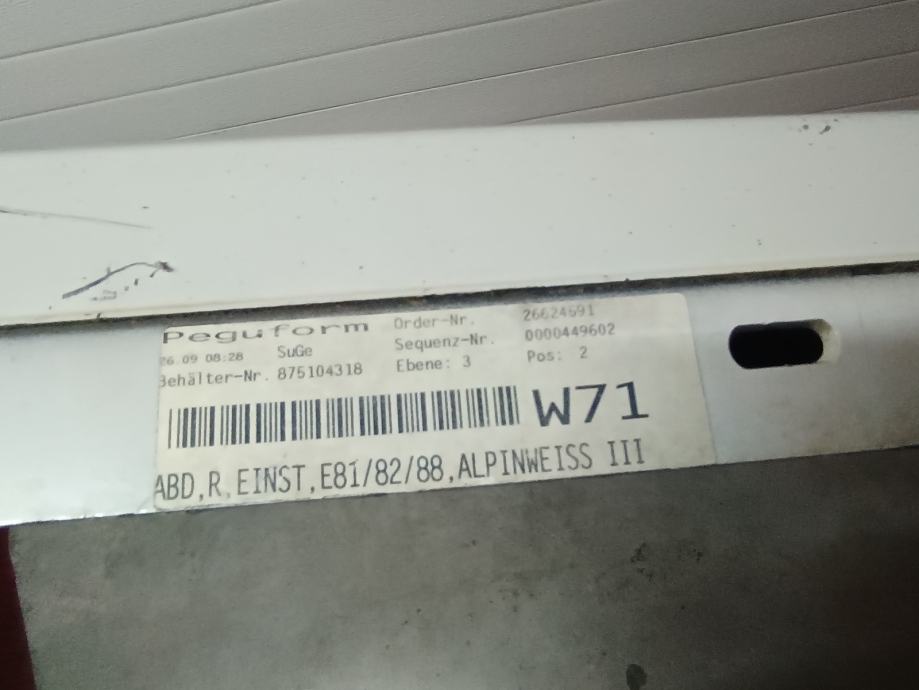 Peguform Order-Nr. 26624691
26.09 08:28 SuGe Sequenz-Nr. 0000449602
Behälter-Nr. 875104318 Ebene: 3 Pos: 2
W71
ABD,R,EINST,E81/82/88,ALPINWEISS III